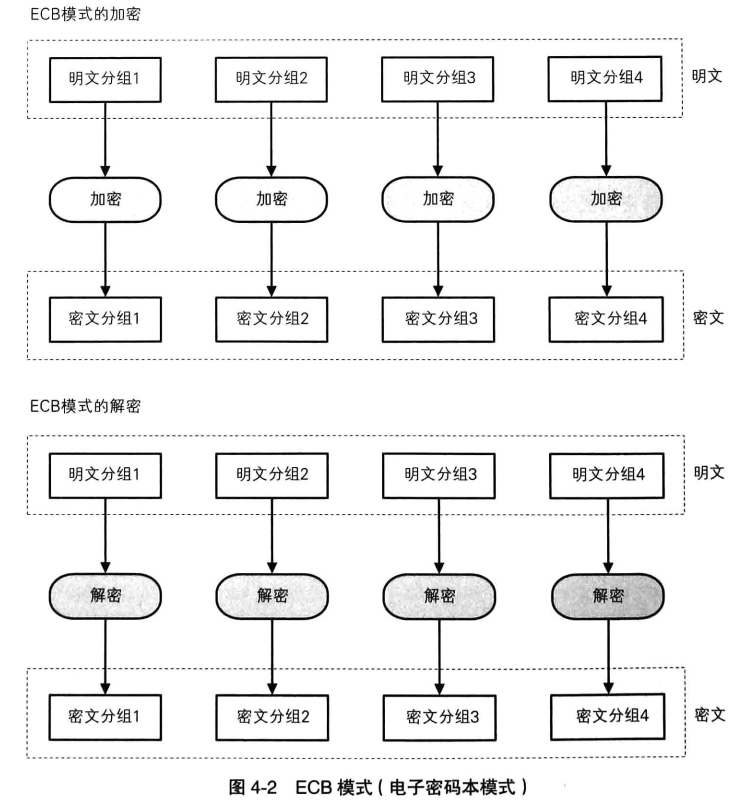 ECB模式的加密
明文分组1 明文分组2 明文分组3 明文分组4 明文
加密 加密 加密 加密
密文分组1 密文分组2 密文分组3 密文分组4 密文
ECB模式的解密
明文分组1 明文分组2 明文分组3 明文分组4 明文
解密 解密 解密 解密
密文分组1 密文分组2 密文分组3 密文分组4 密文
图 4-2 ECB 模式(电子密码本模式)